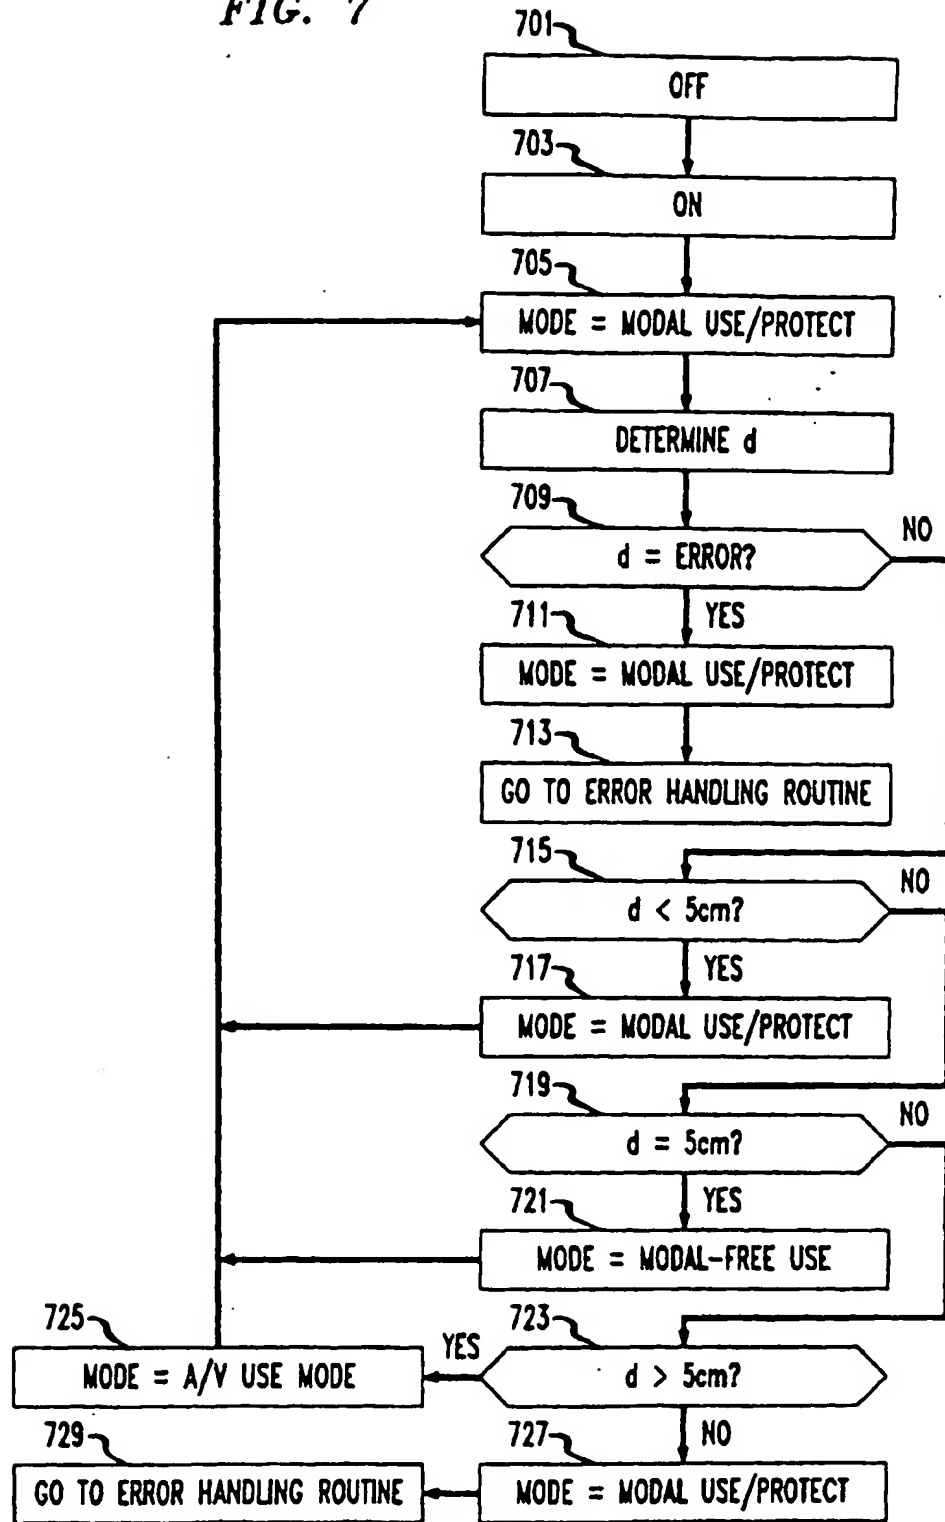 FIG. 7
701
OFF
703
ON
705
MODE = MODAL USE/PROTECT
707
DETERMINE d
709
d = ERROR?
NO
YES
711
MODE = MODAL USE/PROTECT
713
GO TO ERROR HANDLING ROUTINE
715
d < 5cm?
NO
YES
717
MODE = MODAL USE/PROTECT
719
d = 5cm?
NO
YES
721
MODE = MODAL-FREE USE
723
d > 5cm?
YES
725
MODE = A/V USE MODE
NO
727
MODE = MODAL USE/PROTECT
729
GO TO ERROR HANDLING ROUTINE